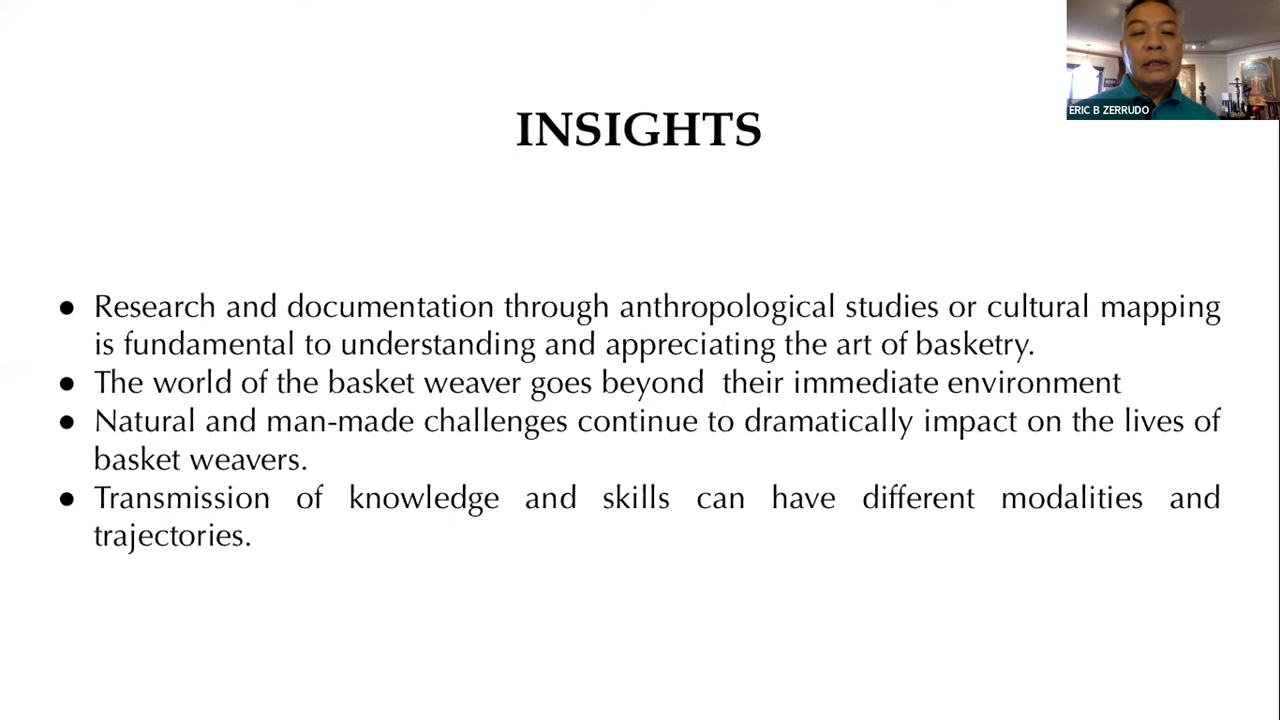 ERIC B ZERRUDO
INSIGHTS
● Research and documentation through anthropological studies or cultural mapping
is fundamental to understanding and appreciating the art of basketry.
● The world of the basket weaver goes beyond  their immediate environment
● Natural and man-made challenges continue to dramatically impact on the lives of
basket weavers.
● Transmission of knowledge and skills can have different modalities and
trajectories.